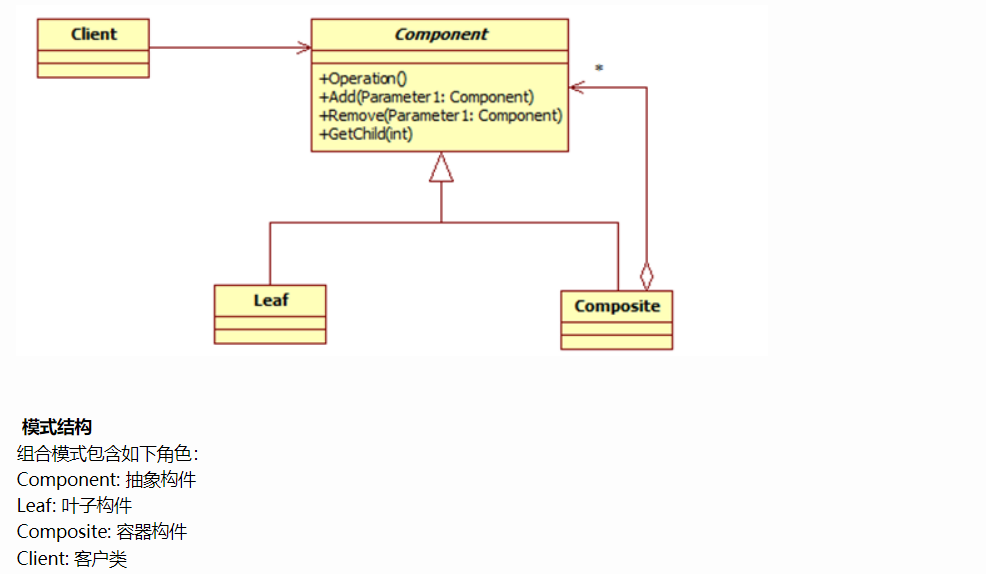 Client
Component
+Operation()
+Add(Parameter1: Component)
+Remove(Parameter1: Component)
+GetChild(int)
*
Leaf
Composite
模式结构
组合模式包含如下角色：
Component: 抽象构件
Leaf: 叶子构件
Composite: 容器构件
Client: 客户类